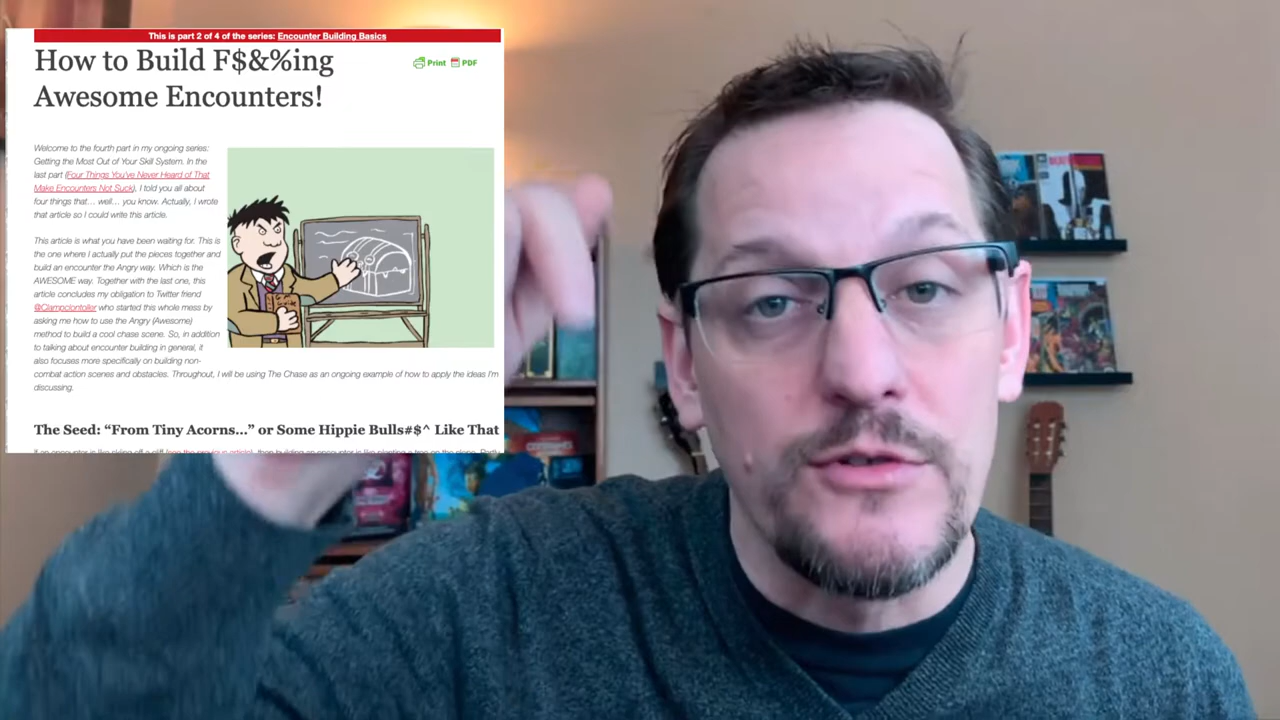 This is part 2 of 4 of the series: Encounter Building Basics
How to Build F$&%ing
Awesome Encounters!
Print PDF
Welcome to the fourth part in my ongoing series:
Getting the Most Out of Your Skill System. In the
last part (Four Things You've Never Heard of That
Make Encounters Not Suck), I told you all about
four things that… well… you know. Actually, I wrote
that article so I could write this article.
This article is what you have been waiting for. This is
the one where I actually put the pieces together and
build an encounter the Angry way. Which is the
AWESOME way. Together with the last one, this
article concludes my obligation to Twitter friend
@Clampclontoller who started this whole mess by
asking me how to use the Angry (Awesome)
method to build a cool chase scene. So, in addition
to talking about encounter building in general, it
also focuses more specifically on building non-
combat action scenes and obstacles. Throughout, I will be using The Chase as an ongoing example of how to apply the ideas I'm
discussing.
The Seed: “From Tiny Acorns…” or Some Hippie Bulls#$^ Like That